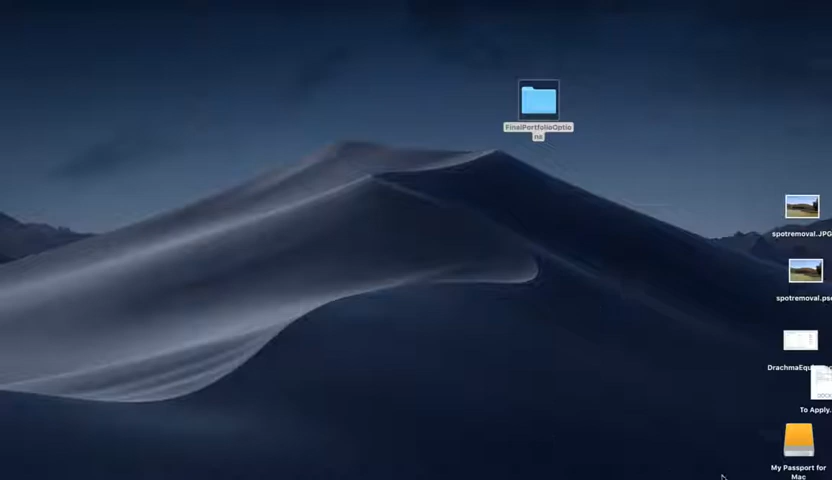 FinalPortfolioOptio
ns
spotremoval.JPG
spotremoval.ps
DrachmaEqu
To Apply.
My Passport for
Mac